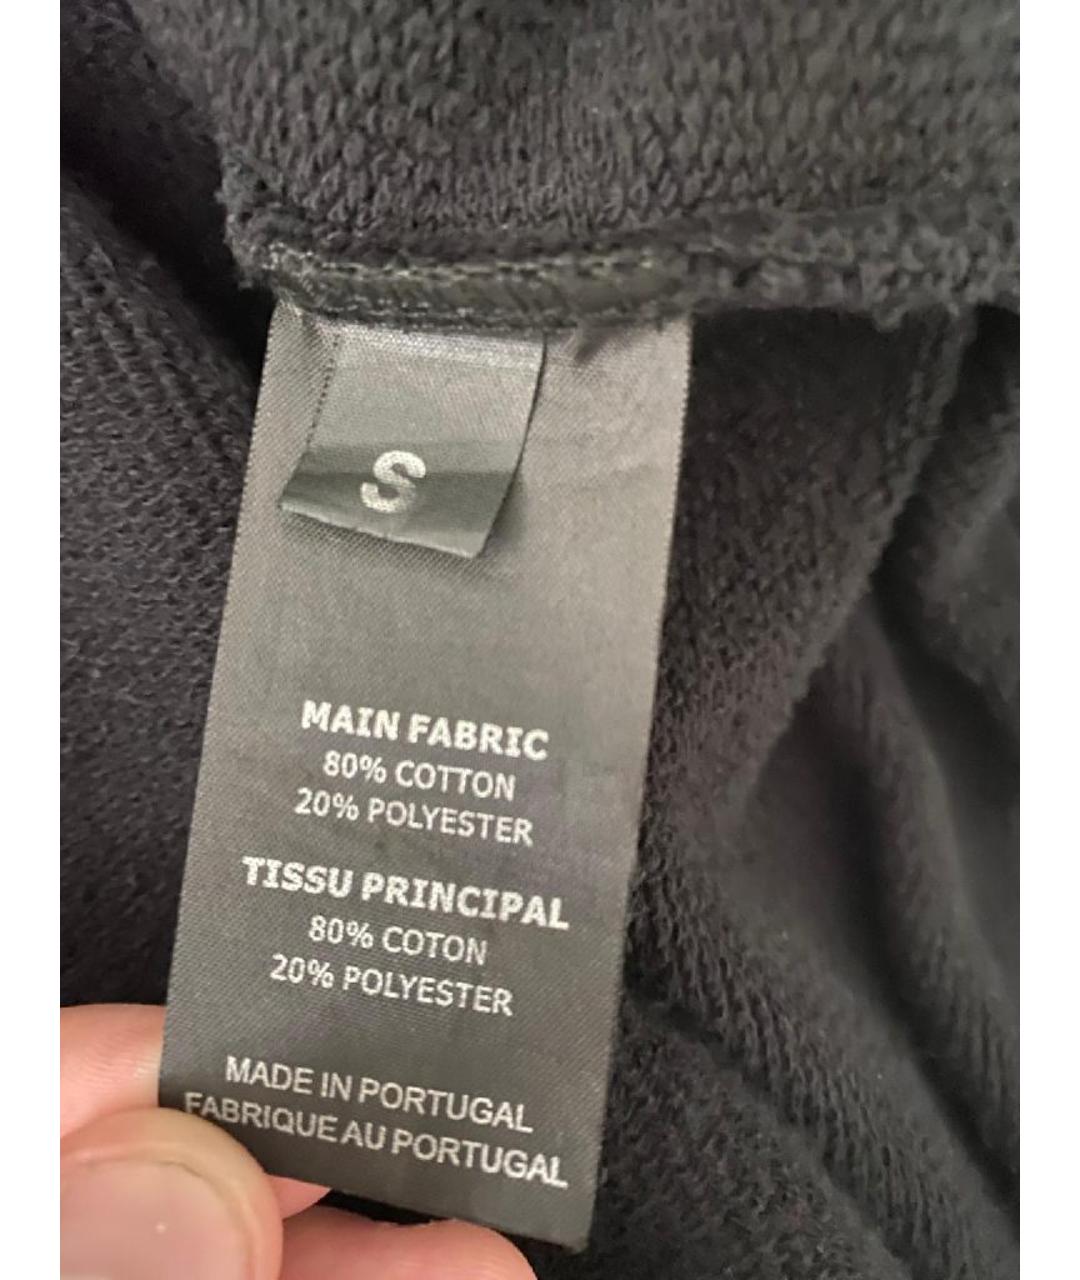 S
MAIN FABRIC
80% COTTON
20% POLYESTER
TISSU PRINCIPAL
80% COTON
20% POLYESTER
MADE IN PORTUGAL
FABRIQUE AU PORTUGAL